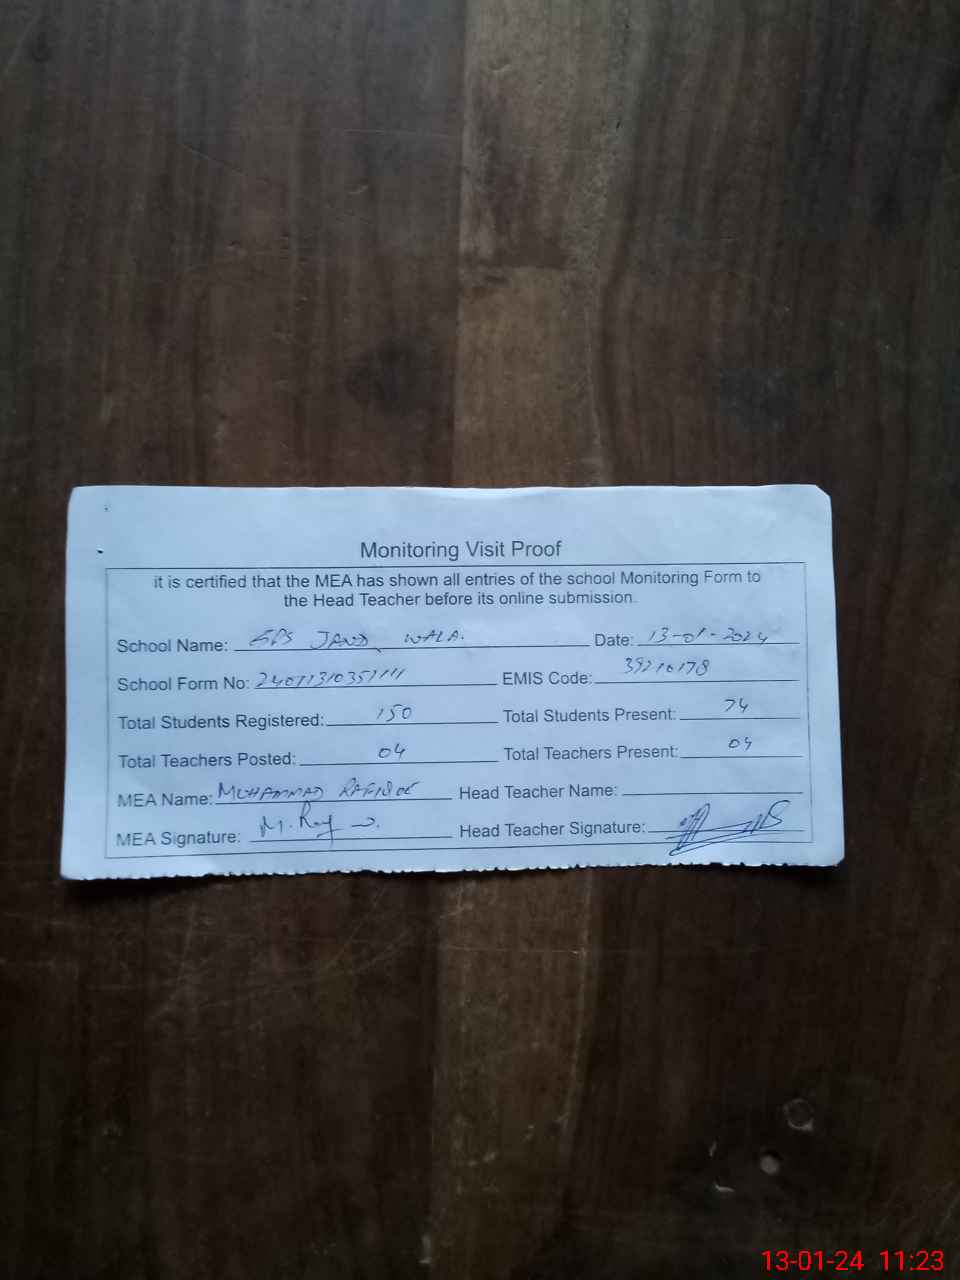 Monitoring Visit Proof
it is certified that the MEA has shown all entries of the school Monitoring Form to
the Head Teacher before its online submission.
School Name: GPS JAND WALA. Date: 13-01-2024
School Form No: EMIS Code: 39210178
Total Students Registered: 150 Total Students Present: 74
Total Teachers Posted: 04 Total Teachers Present: 04
MEA Name: MUHAMMAD Head Teacher Name:
MEA Signature: Head Teacher Signature:
13-01-24 11:23